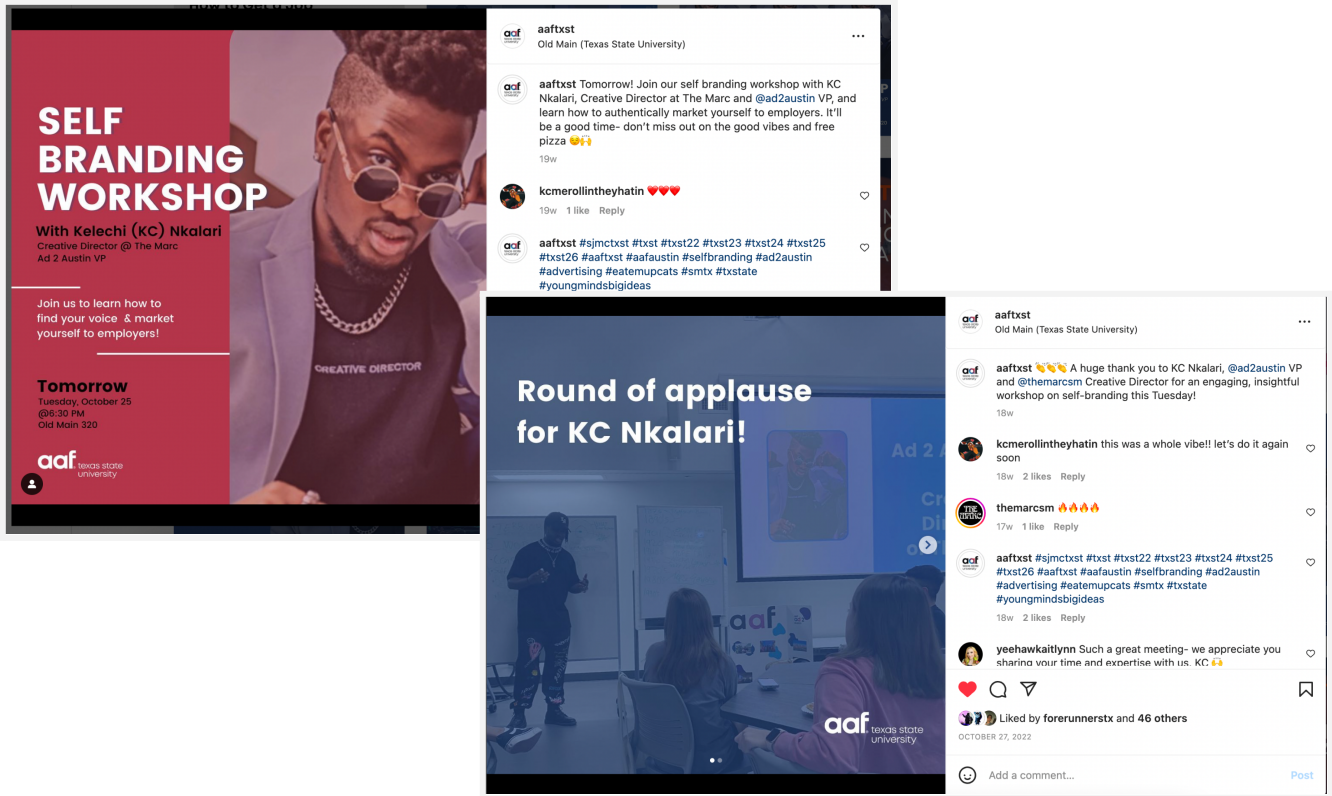 How to Get a Job
SELF
BRANDING
WORKSHOP
With Kelechi (KC) Nkalari
Creative Director @ The Marc
Ad 2 Austin VP
Join us to learn how to
find your voice & market
yourself to employers!
Tomorrow
Tuesday, October 25
@6:30 PM
Old Main 320
aaf texas state
university
CREATIVE DIRECTOR
aaftxst
Old Main (Texas State University)
aaftxst Tomorrow! Join our self branding workshop with KC
Nkalari, Creative Director at The Marc and @ad2austin VP, and
learn how to authentically market yourself to employers. It'll
be a good time- don't miss out on the good vibes and free
pizza 😌🙌
19w
kcmerollintheyhatin ❤️❤️❤️
19w 1 like Reply
aaftxst #sjmctxst #txst #txst22 #txst23 #txst24 #txst25
#txst26 #aaftxst #aafaustin #selfbranding #ad2austin
#advertising #eatemupcats #smtx #txstate
#youngmindsbigideas
Round of applause
for KC Nkalari!
Ad 2 A
Cr
Di
o
aaf
aaf texas state
university
aaftxst
Old Main (Texas State University)
aaftxst 👏👏👏 A huge thank you to KC Nkalari, @ad2austin VP
and @themarcsm Creative Director for an engaging, insightful
workshop on self-branding this Tuesday!
18w
kcmerollintheyhatin this was a whole vibe!! let's do it again
soon
18w 2 likes Reply
THE MARC
themarcsm 🔥🔥🔥🔥
17w 1 like Reply
aaftxst #sjmctxst #txst #txst22 #txst23 #txst24 #txst25
#txst26 #aaftxst #aafaustin #selfbranding #ad2austin
#advertising #eatemupcats #smtx #txstate
#youngmindsbigideas
18w 2 likes Reply
yeehawkaitlynn Such a great meeting- we appreciate you
sharing your time and expertise with us, KC 🙌
Liked by forerunnerstx and 46 others
OCTOBER 27, 2022
Add a comment...
Post